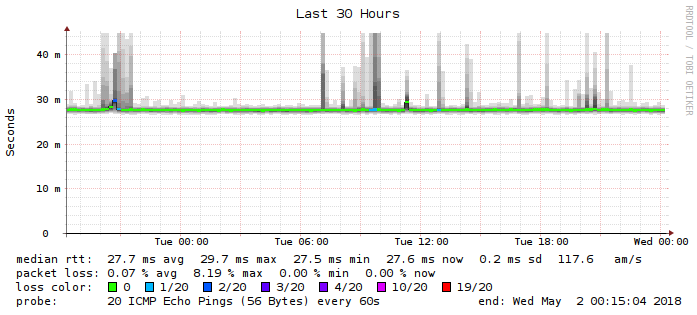 Last 30 Hours
RRDTOOL / TOBI OETIKER
Seconds
40 m
30 m
20 m
10 m
0
Tue 00:00 Tue 06:00 Tue 12:00 Tue 18:00 Wed 00:00
median rtt: 27.7 ms avg 29.7 ms max 27.5 ms min 27.6 ms now 0.2 ms sd 117.6 am/s
packet loss: 0.07 % avg 8.19 % max 0.00 % min 0.00 % now
loss color: 0 1/20 2/20 3/20 4/20 10/20 19/20
probe: 20 ICMP Echo Pings (56 Bytes) every 60s end: Wed May 2 00:15:04 2018